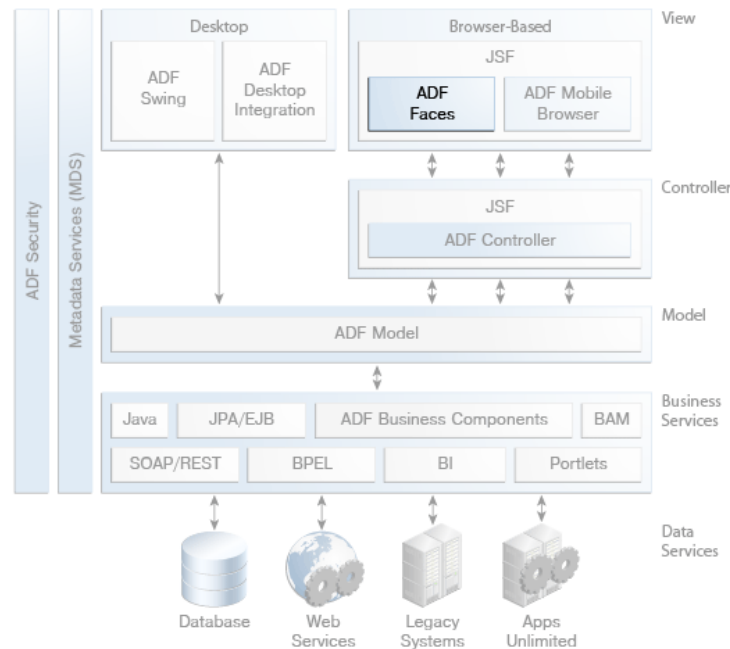 Desktop
Browser-Based
View
JSF
ADF
Swing
ADF
Desktop
Integration
ADF
Faces
ADF Mobile
Browser
ADF Security
Metadata Services (MDS)
Controller
JSF
ADF Controller
Model
ADF Model
Business
Services
Java
JPA/EJB
ADF Business Components
BAM
SOAP/REST
BPEL
BI
Portlets
Data
Services
Database
Web
Services
Legacy
Systems
Apps
Unlimited